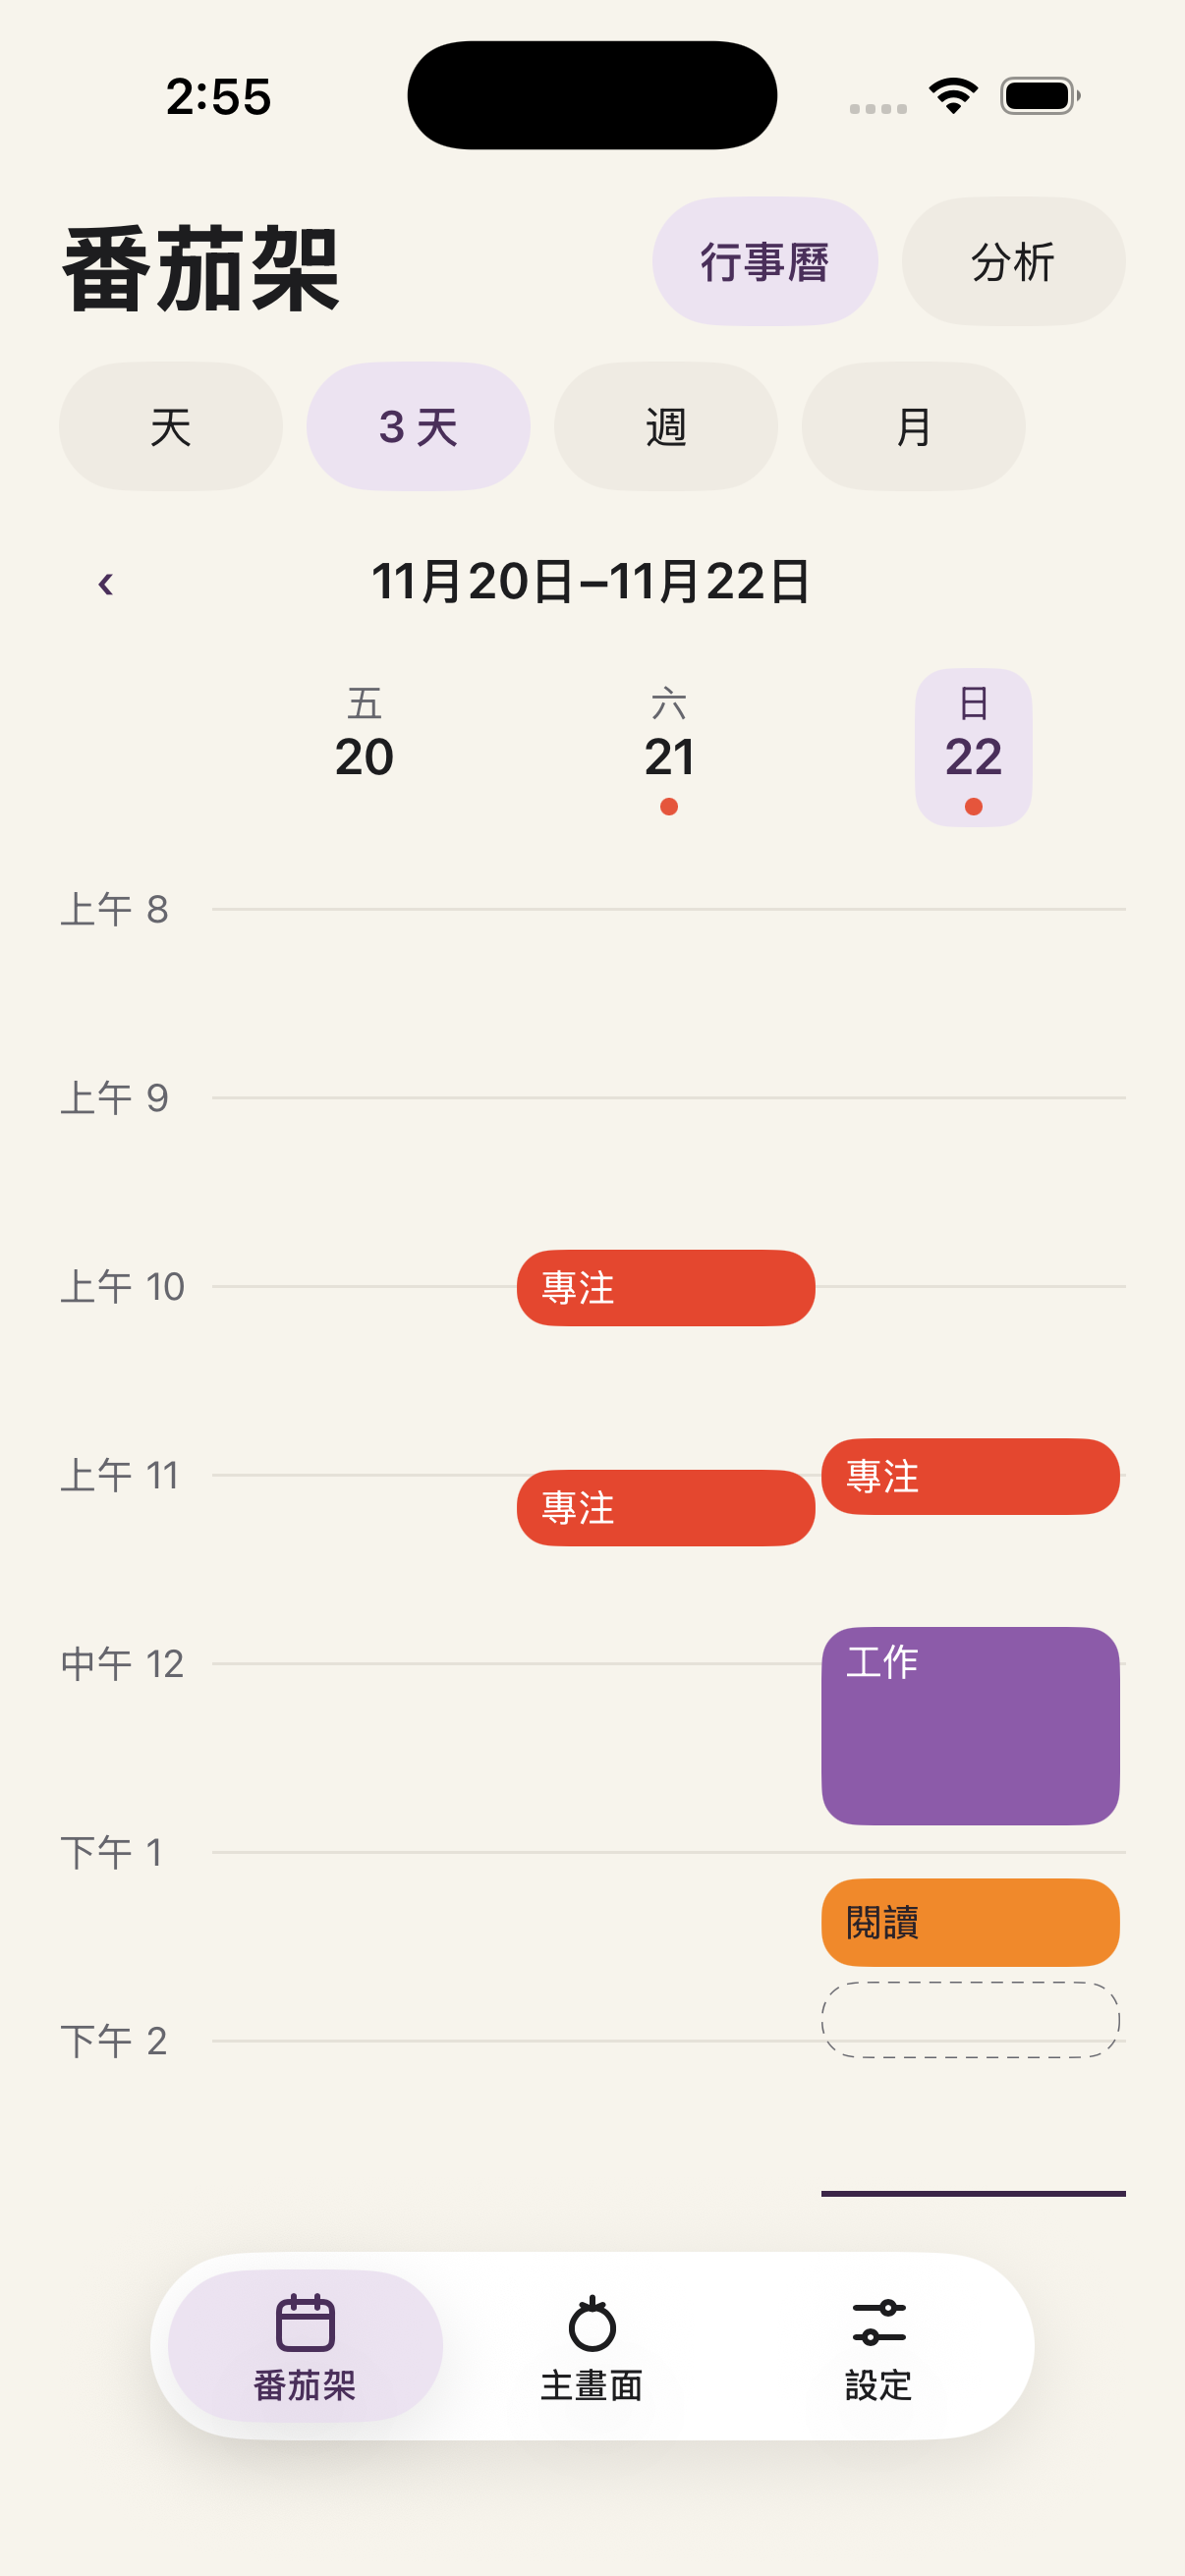 2:55
番茄架
行事曆
分析
天
3 天
週
月
‹
11月20日–11月22日
五
六
日
20
21
22
上午 8
上午 9
上午 10
專注
上午 11
專注
專注
中午 12
工作
下午 1
閱讀
下午 2
番茄架
主畫面
設定